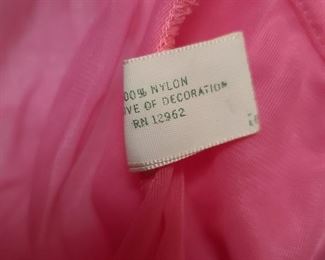 00% NYLON
IVE OF DECORATION
RN 12962